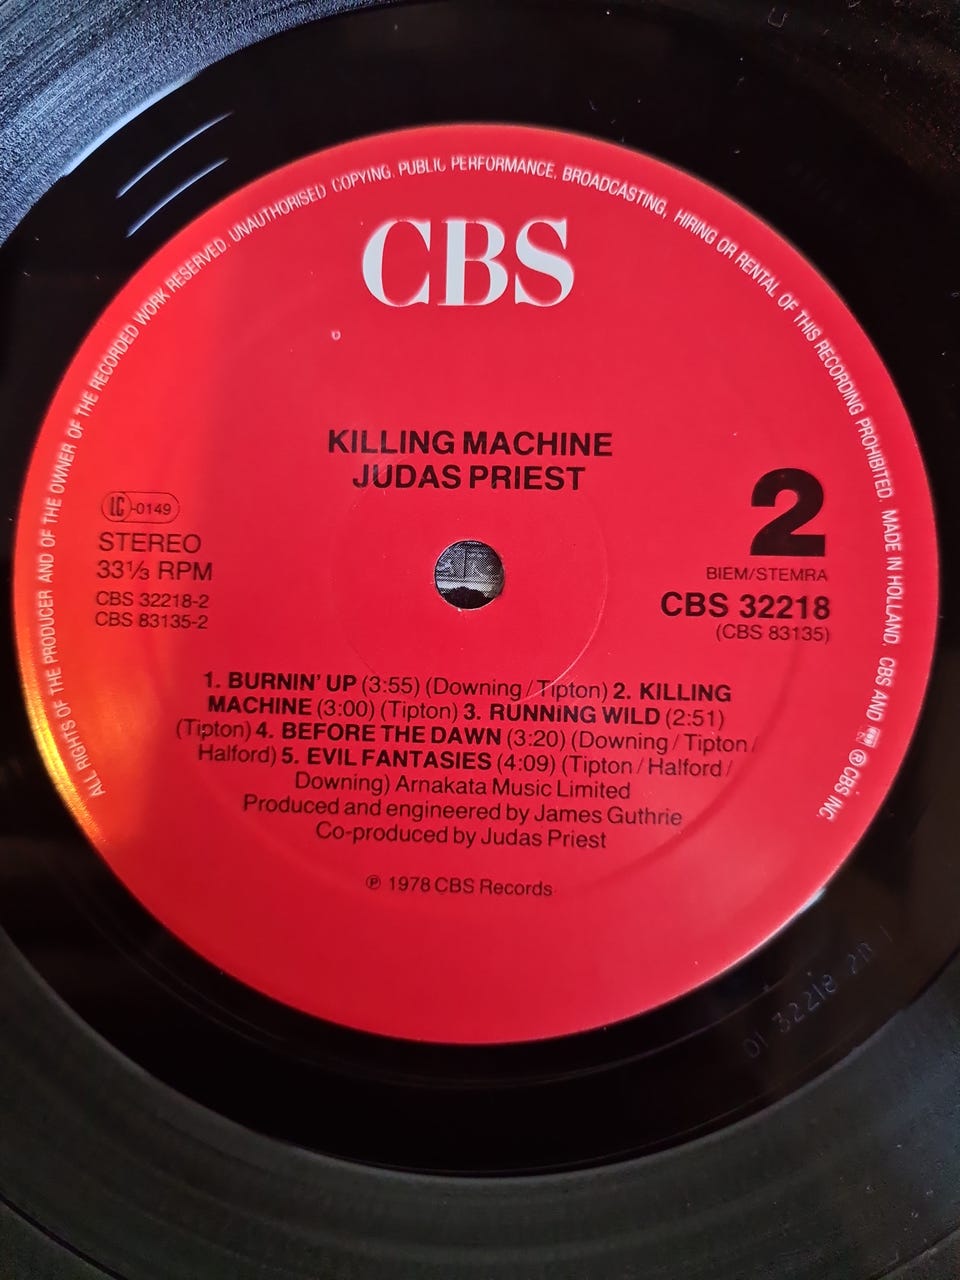 ALL RIGHTS OF THE PRODUCER AND OF THE OWNER OF THE RECORDED WORK RESERVED. UNAUTHORISED COPYING, PUBLIC PERFORMANCE, BROADCASTING, HIRING OR RENTAL OF THIS RECORDING PROHIBITED. MADE IN HOLLAND. CBS AND ® CBS INC.
CBS
KILLING MACHINE
JUDAS PRIEST
LC-0149
STEREO
33⅓ RPM
CBS 32218-2
CBS 83135-2
2
BIEM/STEMRA
CBS 32218
(CBS 83135)
1. BURNIN' UP (3:55) (Downing/Tipton) 2. KILLING
MACHINE (3:00) (Tipton) 3. RUNNING WILD (2:51)
(Tipton) 4. BEFORE THE DAWN (3:20) (Downing/Tipton/
Halford) 5. EVIL FANTASIES (4:09) (Tipton/Halford/
Downing) Arnakata Music Limited
Produced and engineered by James Guthrie
Co-produced by Judas Priest
℗ 1978 CBS Records
01 32218